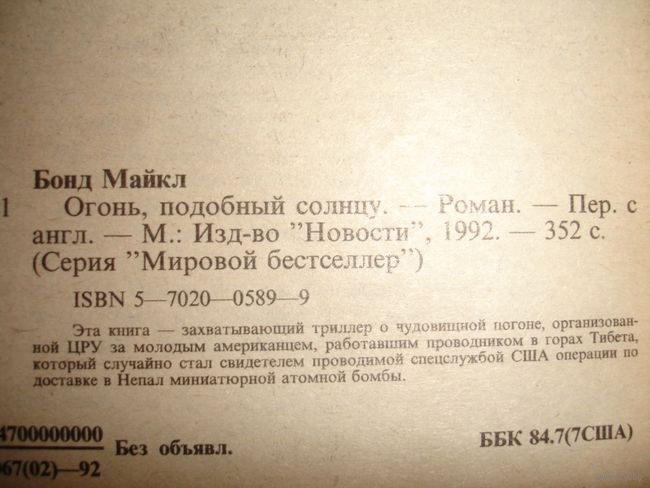 Бонд Майкл
1 Огонь, подобный солнцу. — Роман. — Пер. с
англ. — М.: Изд-во "Новости", 1992. — 352 с.
(Серия "Мировой бестселлер")
ISBN 5—7020—0589—9
Эта книга — захватывающий триллер о чудовищной погоне, организован-
ной ЦРУ за молодым американцем, работавшим проводником в горах Тибета,
который случайно стал свидетелем проводимой спецслужбой США операции по
доставке в Непал миниатюрной атомной бомбы.
4700000000
067(02)—92
Без объявл.
ББК 84.7(7США)